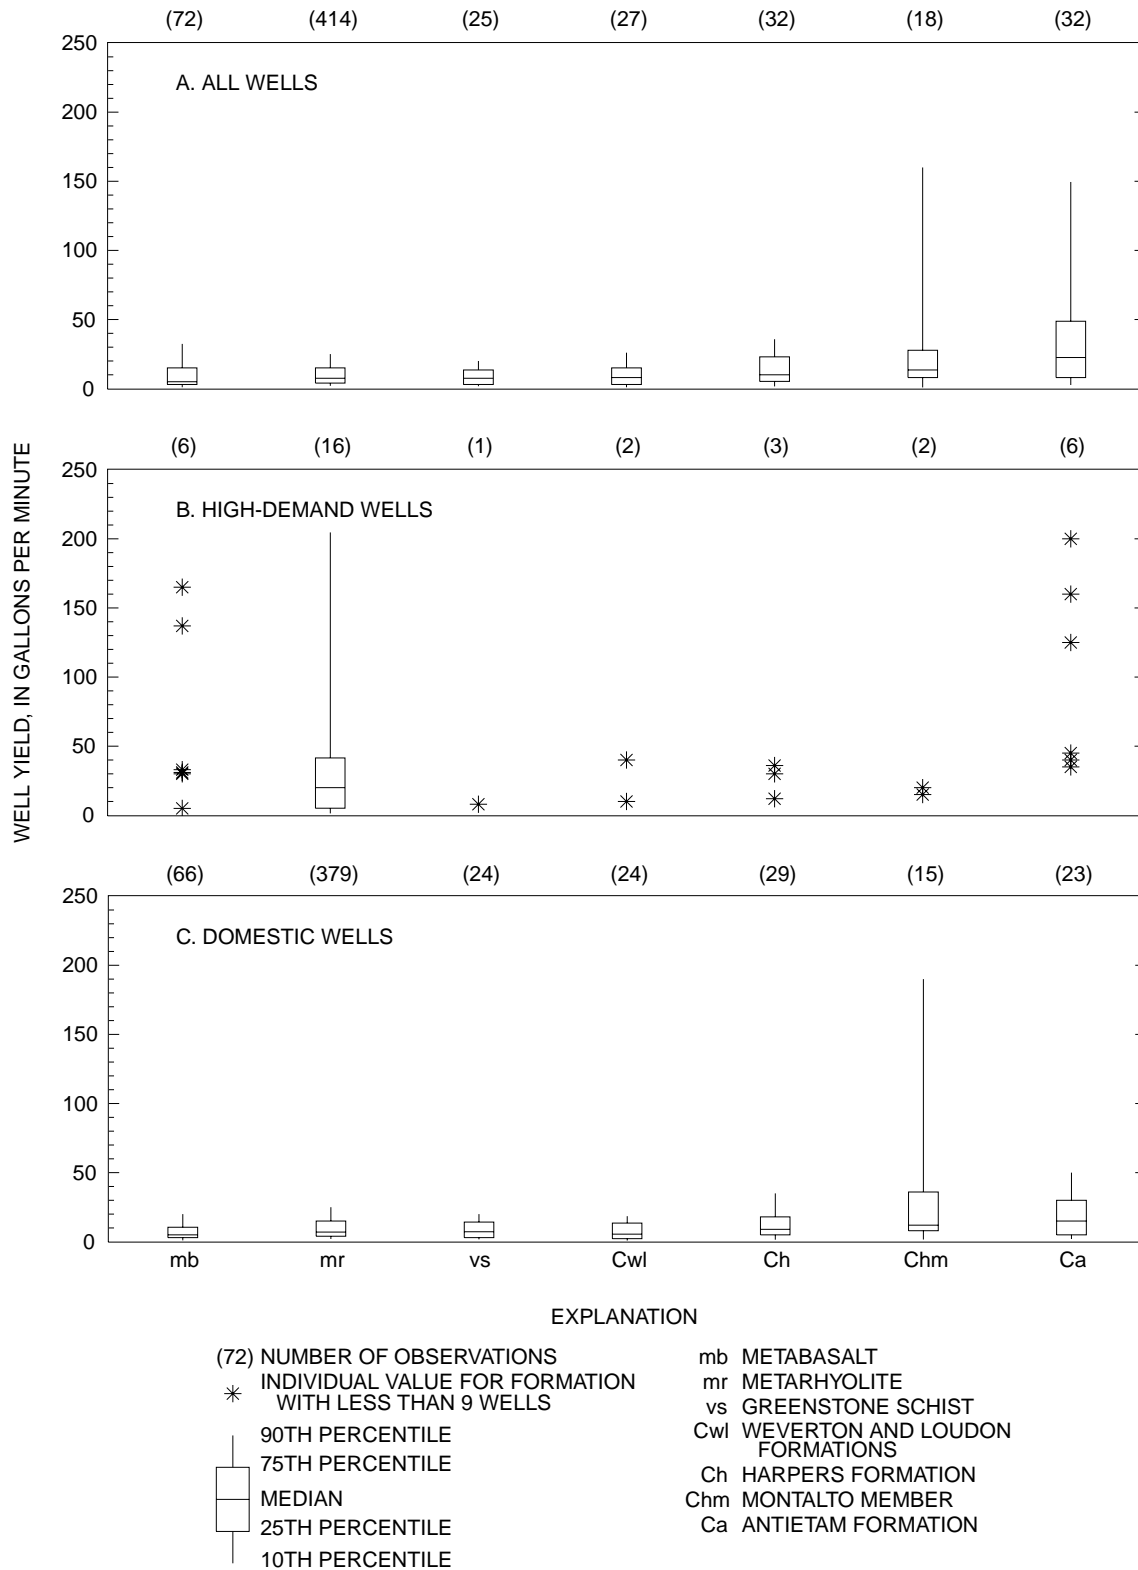 (72) (414) (25) (27) (32) (18) (32)
250
A. ALL WELLS
200
150
100
50
0
WELL YIELD, IN GALLONS PER MINUTE
(6) (16) (1) (2) (3) (2) (6)
250
B. HIGH-DEMAND WELLS
200
150
100
50
0
(66) (379) (24) (24) (29) (15) (23)
250
C. DOMESTIC WELLS
200
150
100
50
0
mb mr vs Cwl Ch Chm Ca
EXPLANATION
(72) NUMBER OF OBSERVATIONS
INDIVIDUAL VALUE FOR FORMATION
WITH LESS THAN 9 WELLS
90TH PERCENTILE
75TH PERCENTILE
MEDIAN
25TH PERCENTILE
10TH PERCENTILE
mb METABASALT
mr METARHYOLITE
vs GREENSTONE SCHIST
Cwl WEVERTON AND LOUDON
FORMATIONS
Ch HARPERS FORMATION
Chm MONTALTO MEMBER
Ca ANTIETAM FORMATION